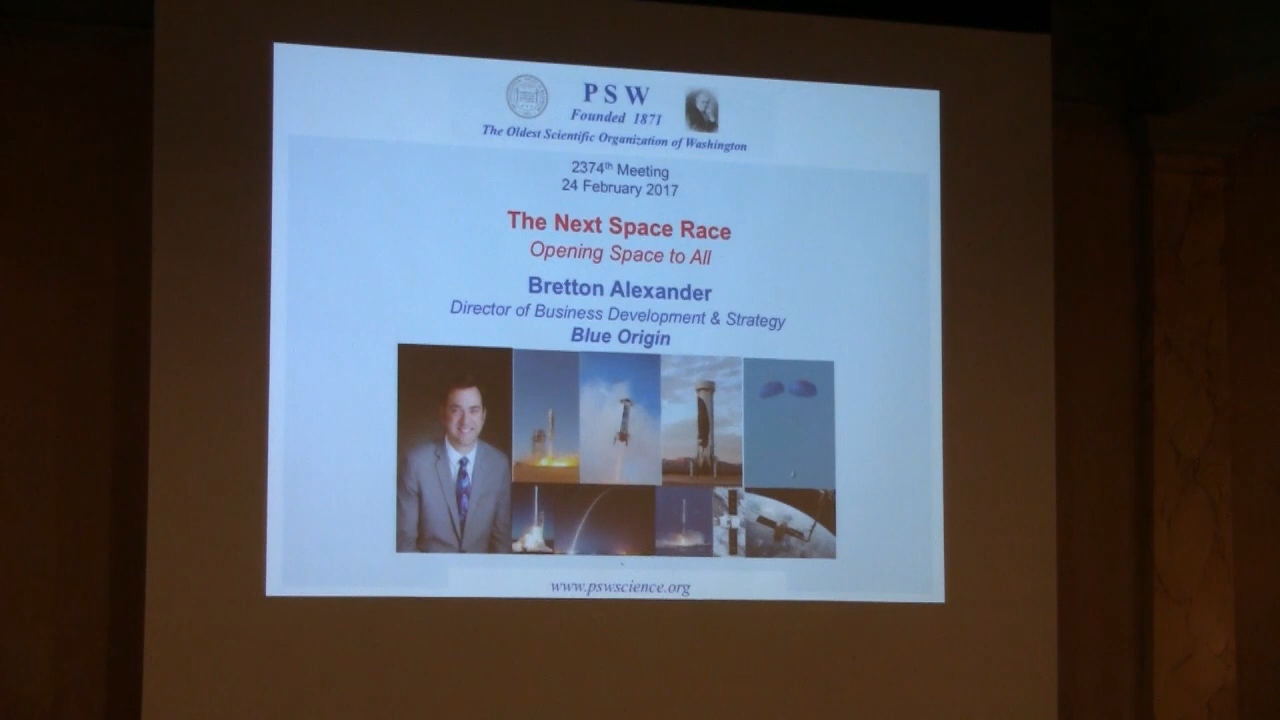 PSW
Founded 1871
The Oldest Scientific Organization of Washington
2374th Meeting
24 February 2017
The Next Space Race
Opening Space to All
Bretton Alexander
Director of Business Development & Strategy
Blue Origin
www.pswscience.org